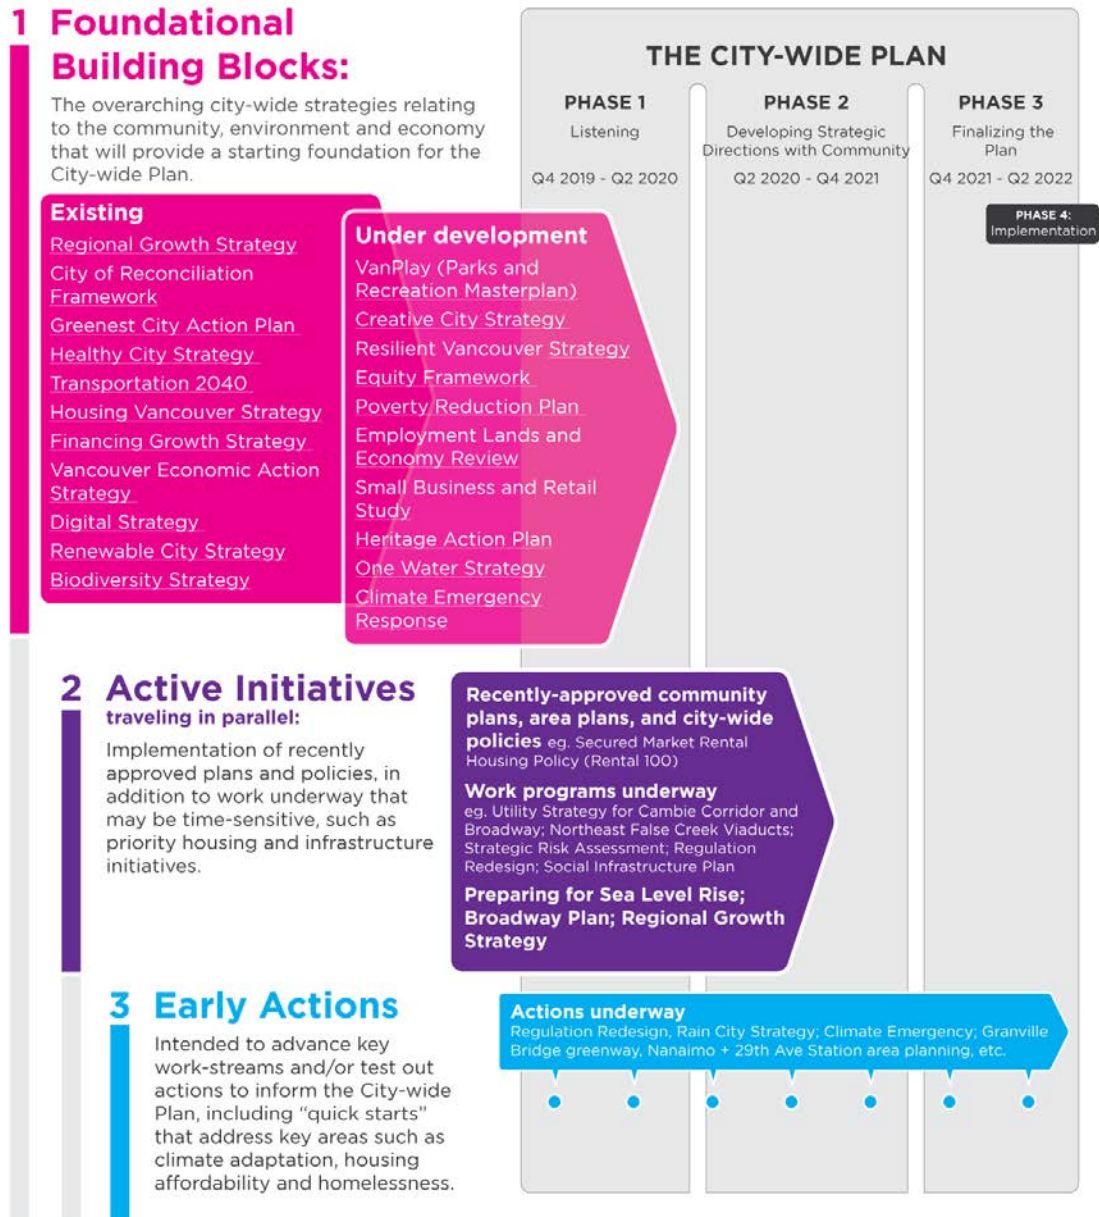 1 Foundational
Building Blocks:
The overarching city-wide strategies relating
to the community, environment and economy
that will provide a starting foundation for the
City-wide Plan.
THE CITY-WIDE PLAN
PHASE 1
Listening
Q4 2019 - Q2 2020
PHASE 2
Developing Strategic
Directions with Community
Q2 2020 - Q4 2021
PHASE 3
Finalizing the
Plan
Q4 2021 - Q2 2022
PHASE 4:
Implementation
Existing
Regional Growth Strategy
City of Reconciliation
Framework
Greenest City Action Plan
Healthy City Strategy
Transportation 2040
Housing Vancouver Strategy
Financing Growth Strategy
Vancouver Economic Action
Strategy
Digital Strategy
Renewable City Strategy
Biodiversity Strategy
Under development
VanPlay (Parks and
Recreation Masterplan)
Creative City Strategy
Resilient Vancouver Strategy
Equity Framework
Poverty Reduction Plan
Employment Lands and
Economy Review
Small Business and Retail
Study
Heritage Action Plan
One Water Strategy
Climate Emergency
Response
2 Active Initiatives
traveling in parallel:
Implementation of recently
approved plans and policies, in
addition to work underway that
may be time-sensitive, such as
priority housing and infrastructure
initiatives.
Recently-approved community
plans, area plans, and city-wide
policies eg. Secured Market Rental
Housing Policy (Rental 100)
Work programs underway
eg. Utility Strategy for Cambie Corridor and
Broadway; Northeast False Creek Viaducts;
Strategic Risk Assessment; Regulation
Redesign; Social Infrastructure Plan
Preparing for Sea Level Rise;
Broadway Plan; Regional Growth
Strategy
3 Early Actions
Intended to advance key
work-streams and/or test out
actions to inform the City-wide
Plan, including “quick starts”
that address key areas such as
climate adaptation, housing
affordability and homelessness.
Actions underway
Regulation Redesign, Rain City Strategy; Climate Emergency; Granville
Bridge greenway, Nanaimo + 29th Ave Station area planning, etc.